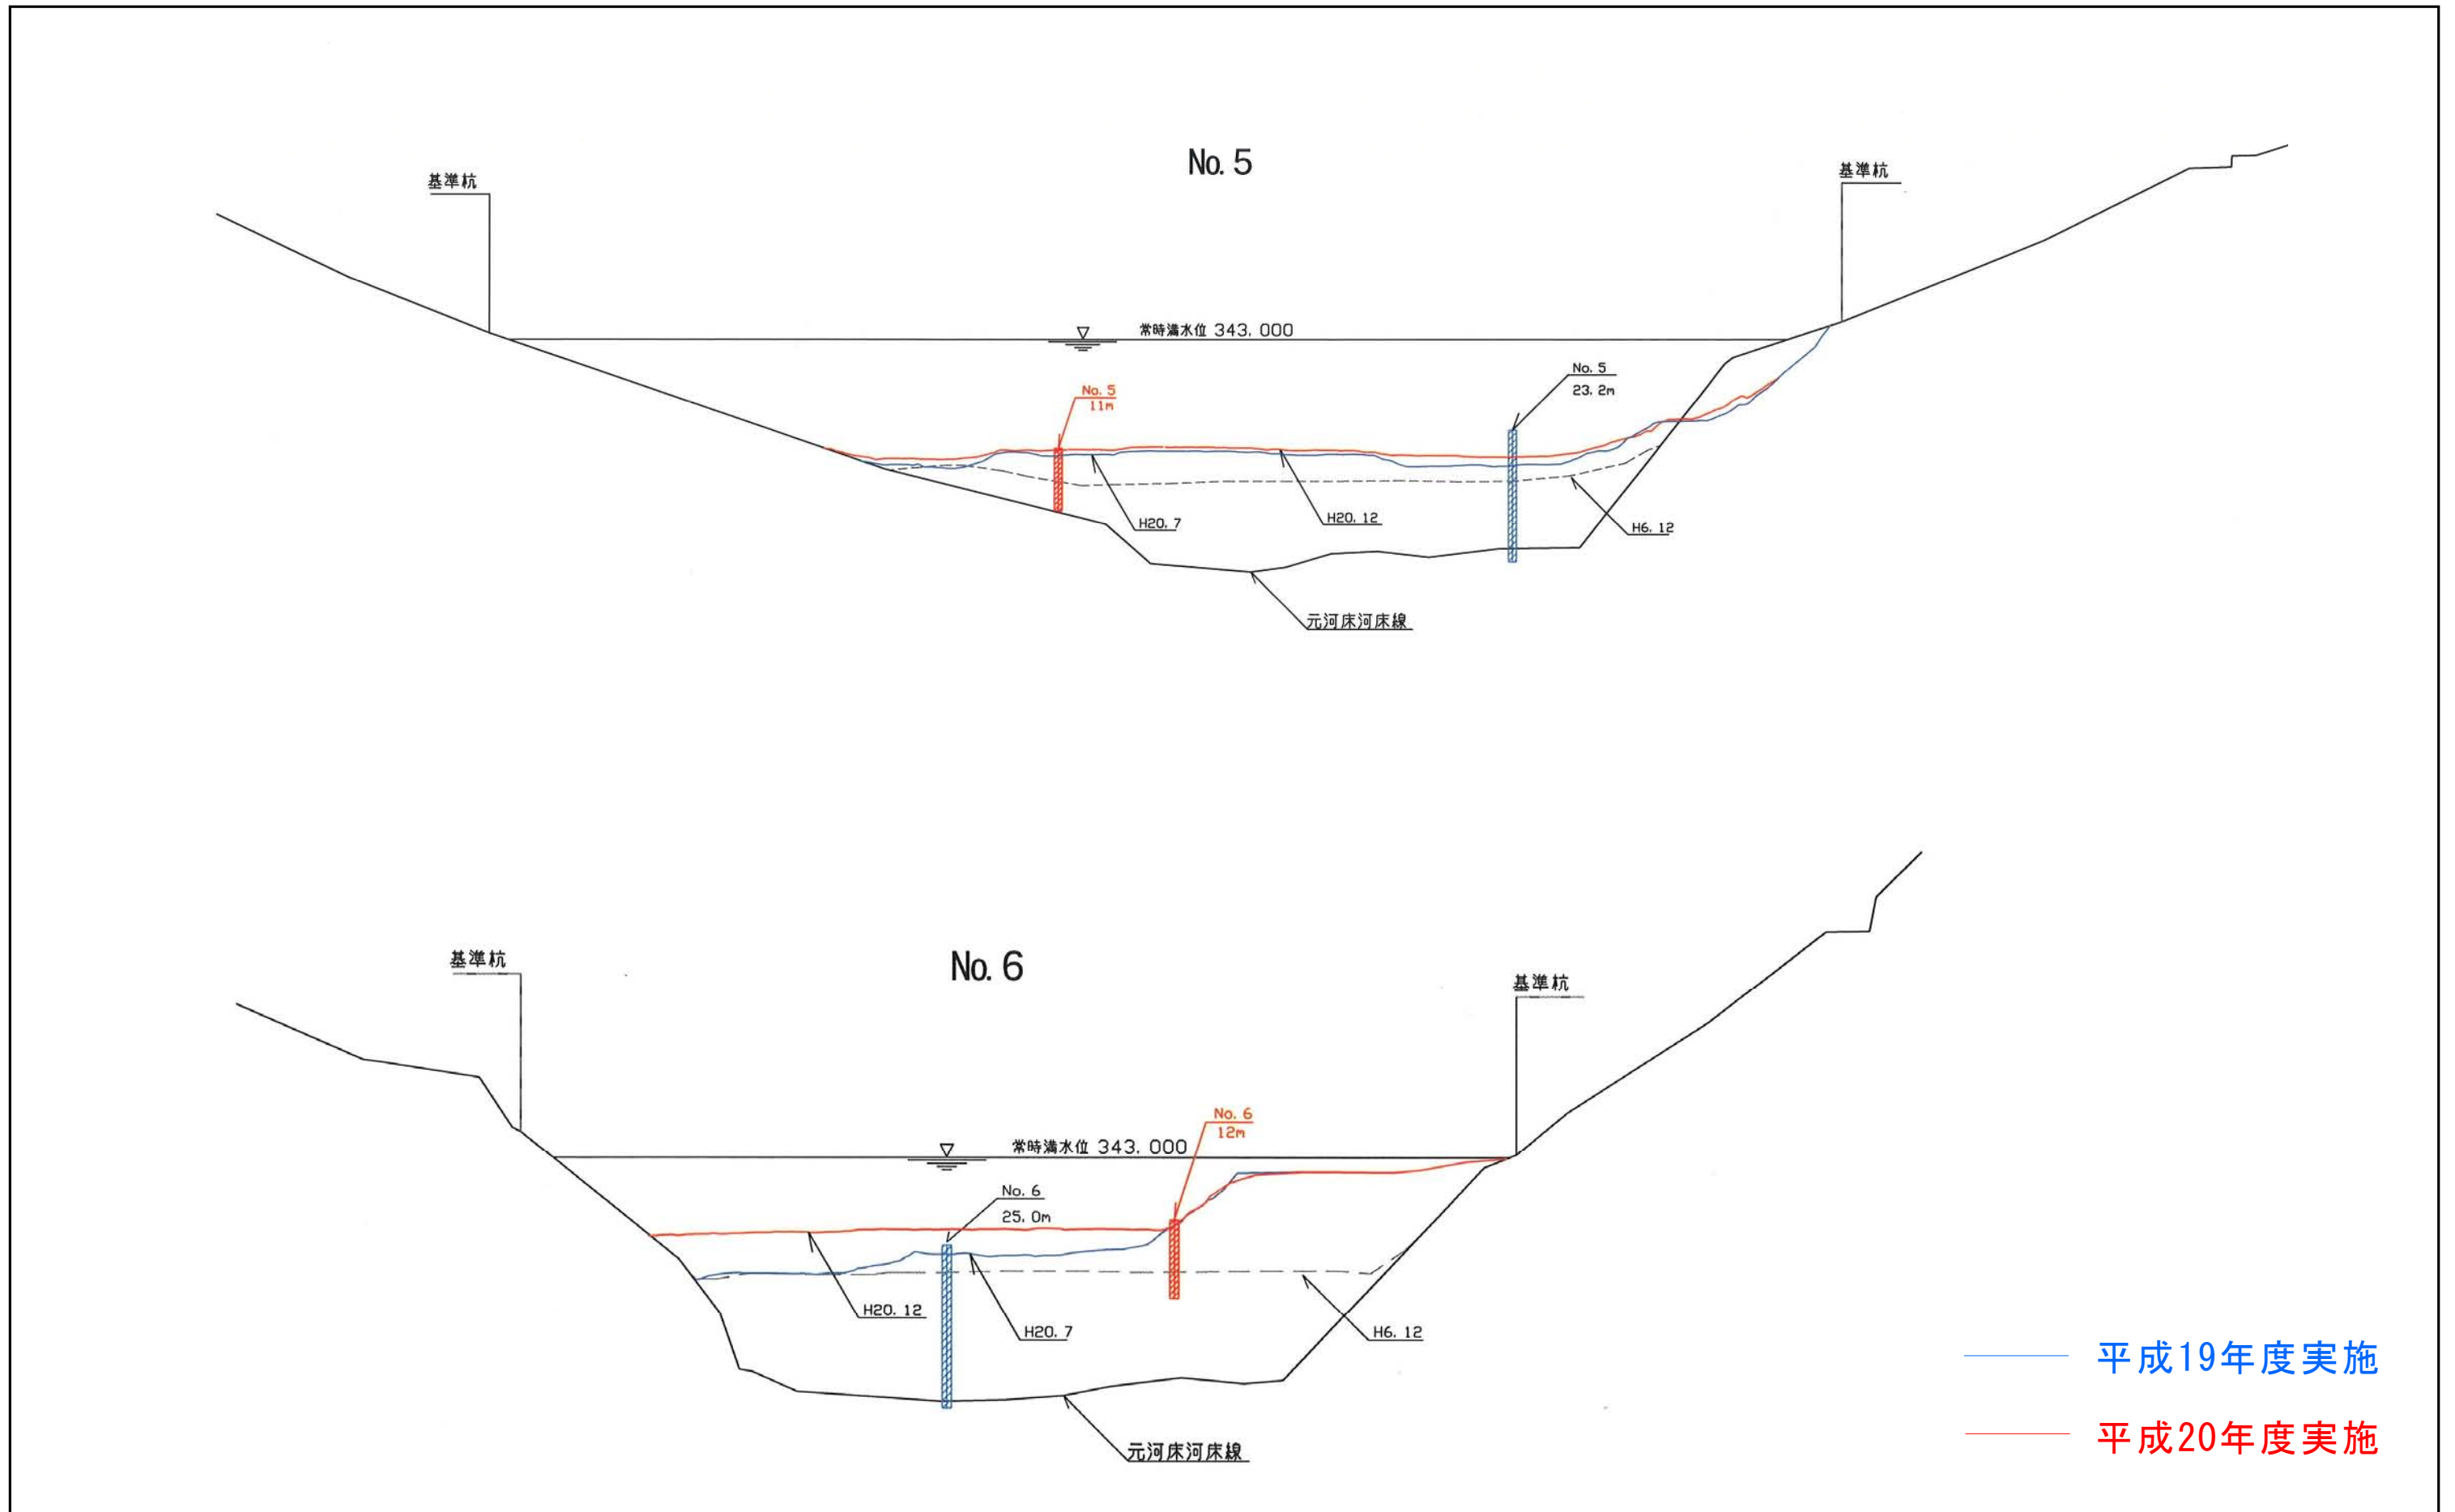 No. 5
基準杭
基準杭
常時満水位 343. 000
No. 5
23. 2m
No. 5
11m
H20. 7
H20. 12
H6. 12
元河床河床線
No. 6
基準杭
基準杭
No. 6
12m
常時満水位 343. 000
No. 6
25. 0m
H20. 12
H20. 7
H6. 12
元河床河床線
平成19年度実施
平成20年度実施